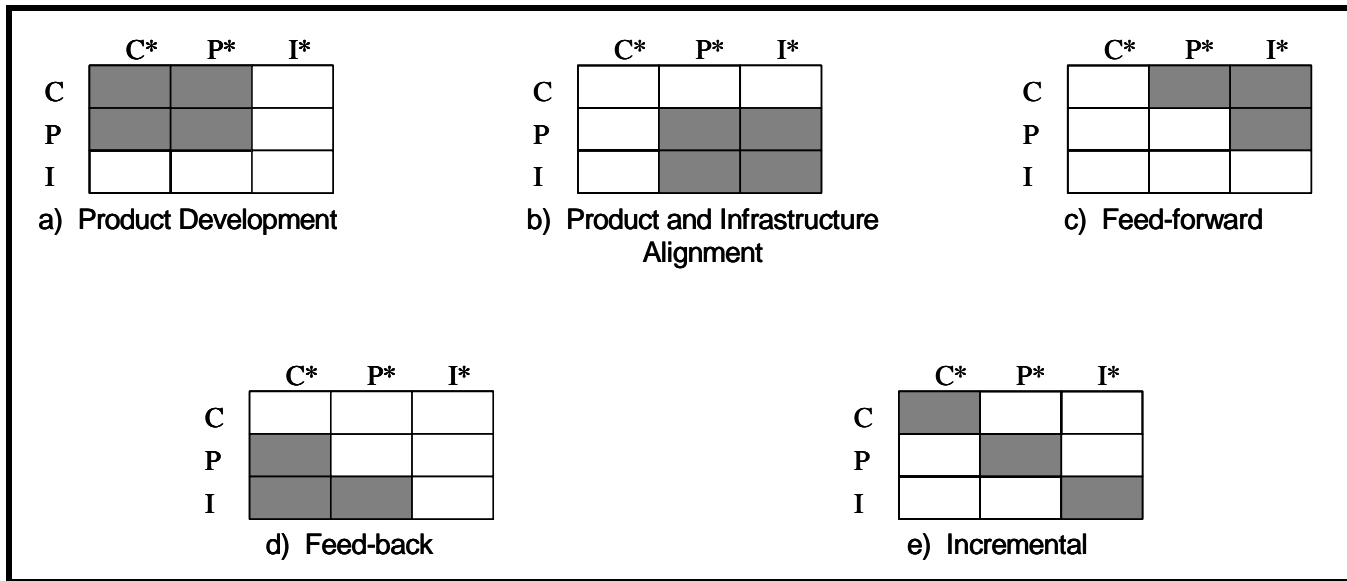 C* P* I*
C
P
I
a) Product Development
C* P* I*
C
P
I
b) Product and Infrastructure
Alignment
C* P* I*
C
P
I
c) Feed-forward
C* P* I*
C
P
I
d) Feed-back
C* P* I*
C
P
I
e) Incremental